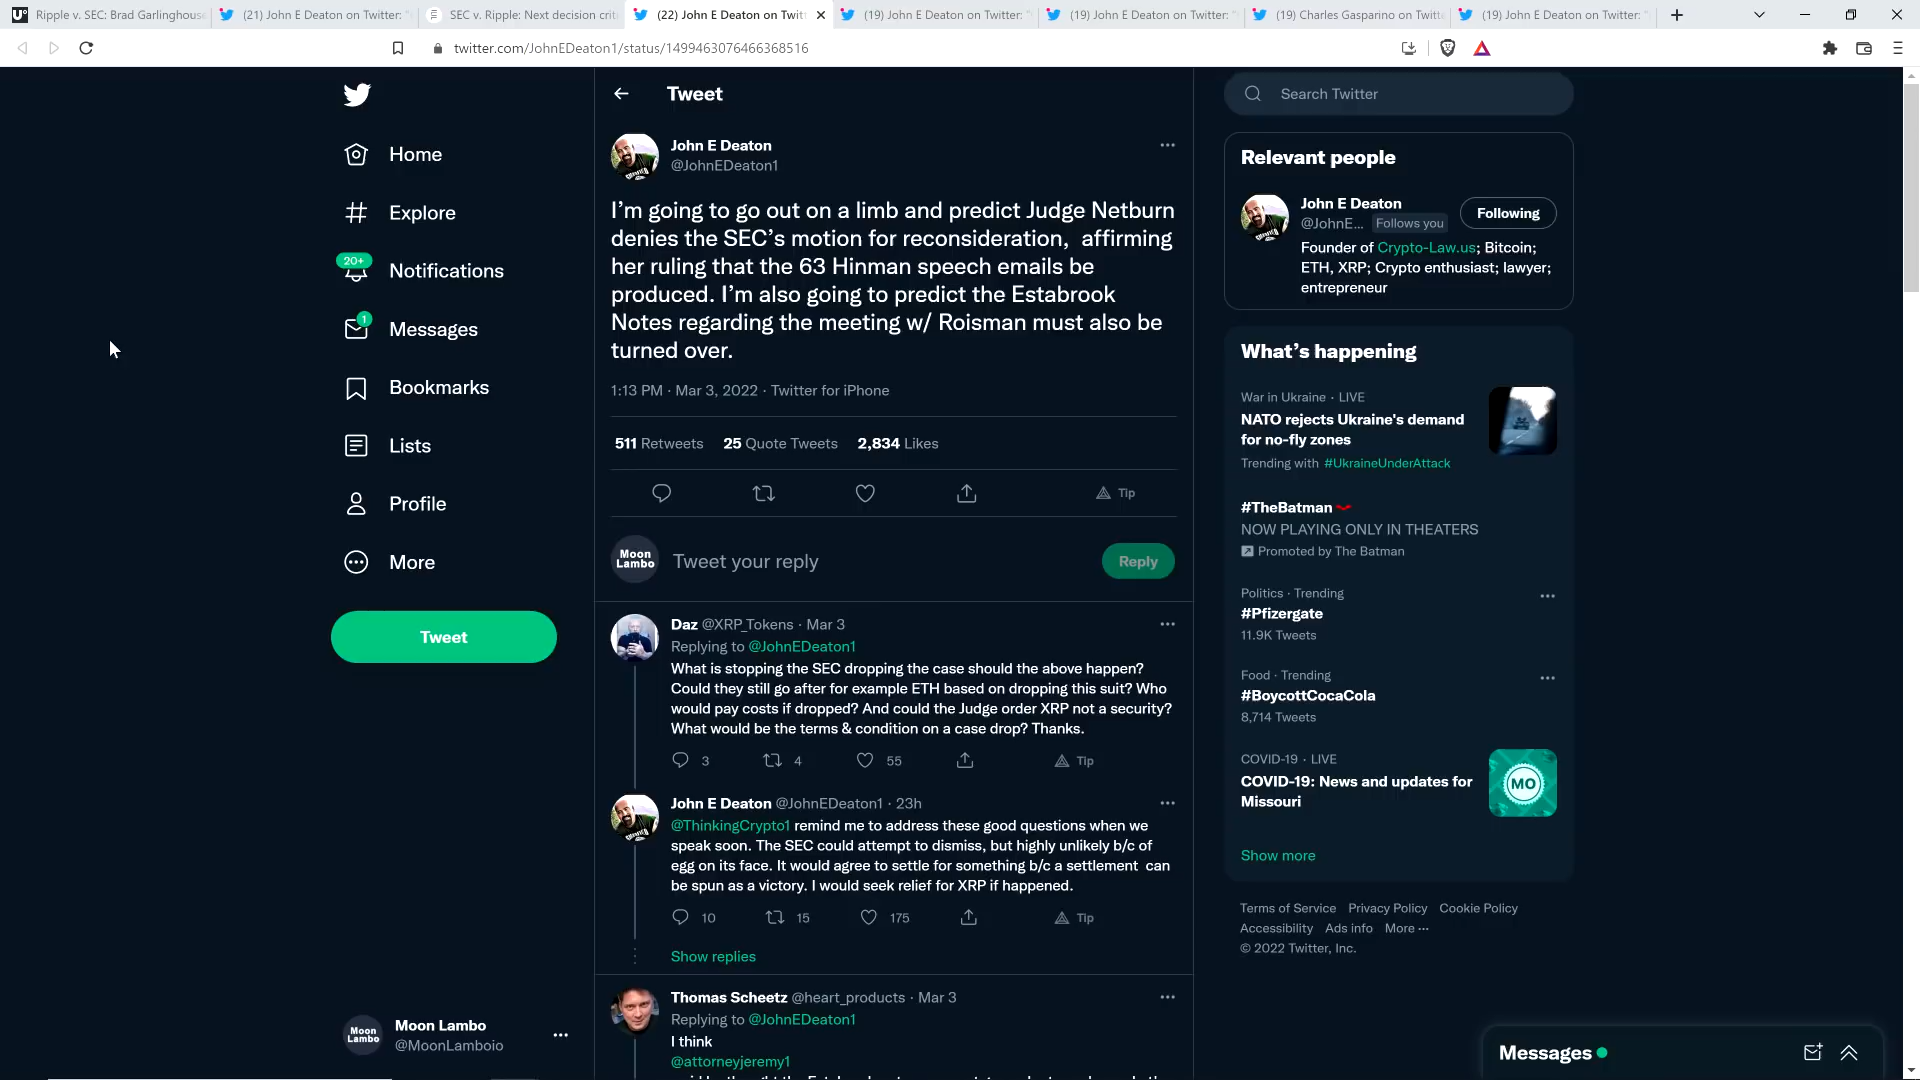 Ripple v. SEC: Brad Garlinghouse
(21) John E Deaton on Twitter: "
SEC v. Ripple: Next decision crit
(22) John E Deaton on Twitt
(19) John E Deaton on Twitter: "
(19) John E Deaton on Twitter: "
(19) Charles Gasparino on Twitte
(19) John E Deaton on Twitter: "
twitter.com/JohnEDeaton1/status/1499463076466368516
Home
Explore
20+
Notifications
1
Messages
Bookmarks
Lists
Profile
More
Tweet
Moon Lambo
Moon Lambo
@MoonLamboio
Tweet
John E Deaton
@JohnEDeaton1
I'm going to go out on a limb and predict Judge Netburn
denies the SEC's motion for reconsideration, affirming
her ruling that the 63 Hinman speech emails be
produced. I'm also going to predict the Estabrook
Notes regarding the meeting w/ Roisman must also be
turned over.
1:13 PM · Mar 3, 2022 · Twitter for iPhone
511 Retweets 25 Quote Tweets 2,834 Likes
Tip
Moon
Lambo
Tweet your reply
Reply
Daz @XRP_Tokens · Mar 3
Replying to @JohnEDeaton1
What is stopping the SEC dropping the case should the above happen?
Could they still go after for example ETH based on dropping this suit? Who
would pay costs if dropped? And could the Judge order XRP not a security?
What would be the terms & condition on a case drop? Thanks.
3 4 55 Tip
John E Deaton @JohnEDeaton1 · 23h
@ThinkingCrypto1 remind me to address these good questions when we
speak soon. The SEC could attempt to dismiss, but highly unlikely b/c of
egg on its face. It would agree to settle for something b/c a settlement can
be spun as a victory. I would seek relief for XRP if happened.
10 15 175 Tip
Show replies
Thomas Scheetz @heart_products · Mar 3
Replying to @JohnEDeaton1
I think
@attorneyjeremy1
Search Twitter
Relevant people
John E Deaton
@JohnE... Follows you
Following
Founder of Crypto-Law.us; Bitcoin;
ETH, XRP; Crypto enthusiast; lawyer;
entrepreneur
What's happening
War in Ukraine · LIVE
NATO rejects Ukraine's demand
for no-fly zones
Trending with #UkraineUnderAttack
#TheBatman
NOW PLAYING ONLY IN THEATERS
Promoted by The Batman
Politics · Trending
#Pfizergate
11.9K Tweets
Food · Trending
#BoycottCocaCola
8,714 Tweets
COVID-19 · LIVE
COVID-19: News and updates for
Missouri
MO
Show more
Terms of Service Privacy Policy Cookie Policy
Accessibility Ads info More ···
© 2022 Twitter, Inc.
Messages